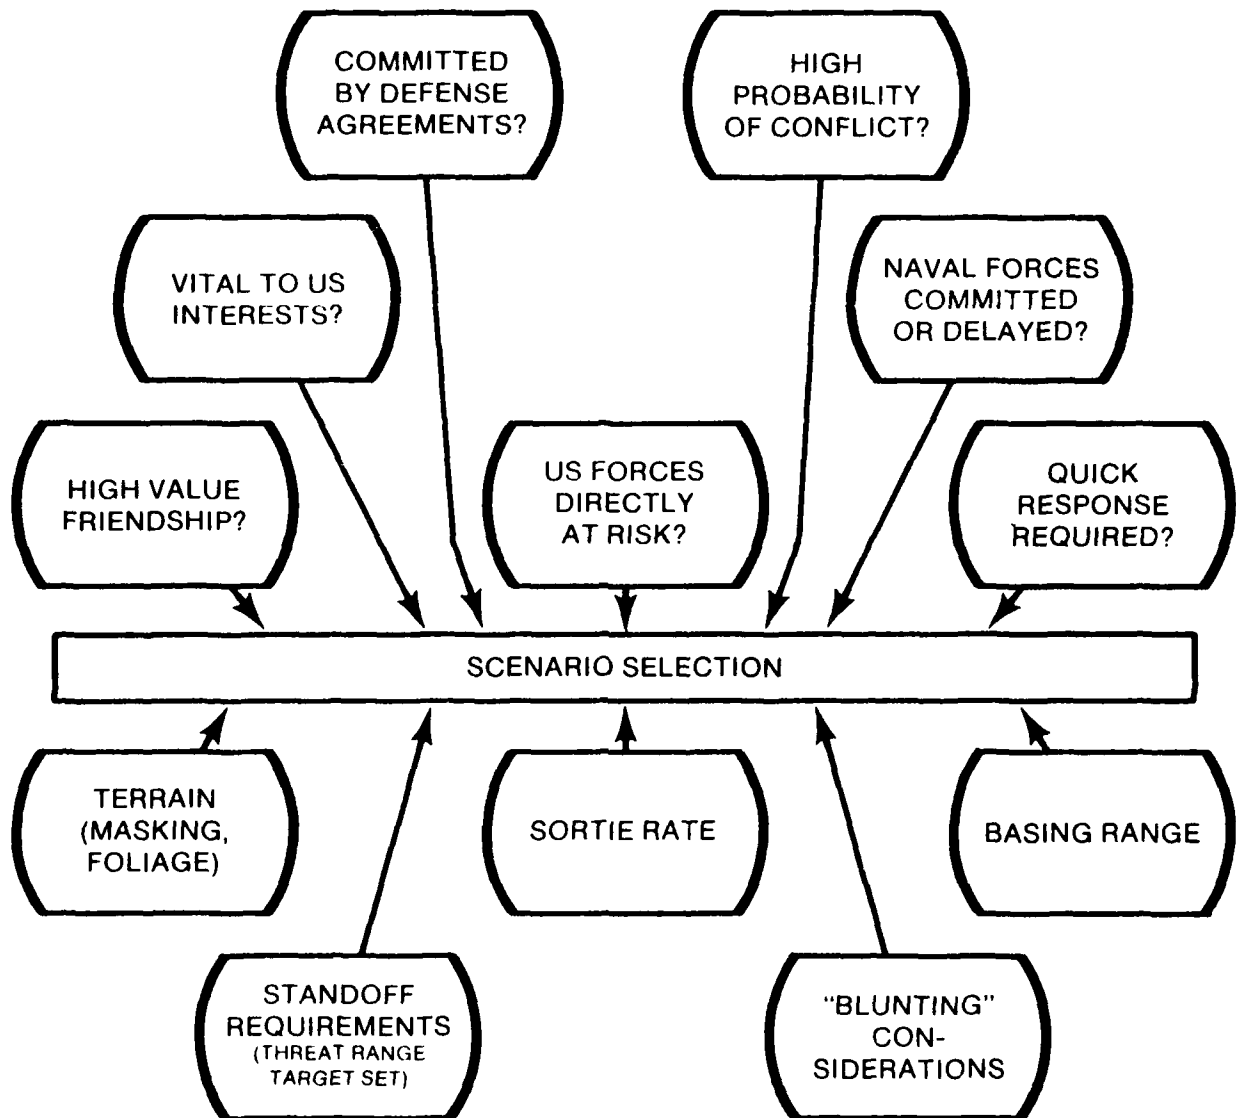 COMMITTED
BY DEFENSE
AGREEMENTS?
HIGH
PROBABILITY
OF CONFLICT?
VITAL TO US
INTERESTS?
NAVAL FORCES
COMMITTED
OR DELAYED?
HIGH VALUE
FRIENDSHIP?
US FORCES
DIRECTLY
AT RISK?
QUICK
RESPONSE
REQUIRED?
SCENARIO SELECTION
TERRAIN
(MASKING,
FOLIAGE)
SORTIE RATE
BASING RANGE
STANDOFF
REQUIREMENTS
(THREAT RANGE
TARGET SET)
"BLUNTING"
CON-
SIDERATIONS